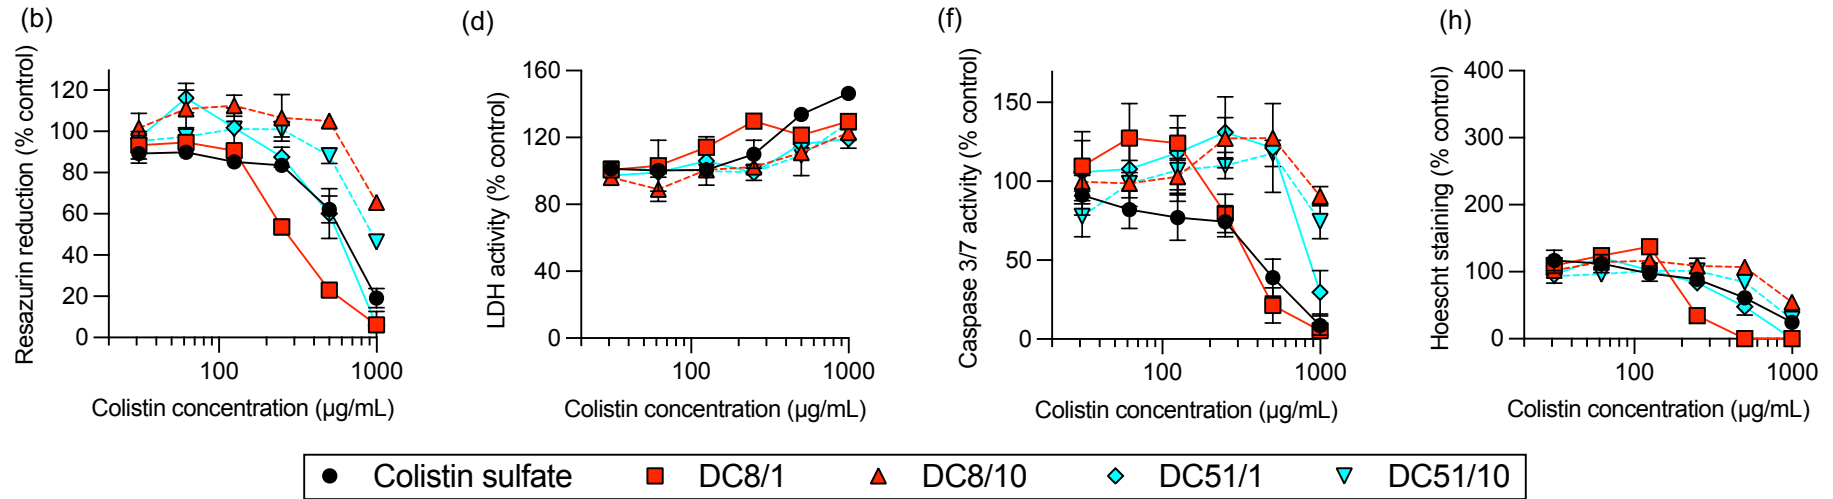 (b)
(d)
(f)
(h)
Resazurin reduction (% control)
120
100
80
60
40
20
0
100
1000
Colistin concentration (µg/mL)
LDH activity (% control)
160
120
80
40
0
100
1000
Colistin concentration (µg/mL)
Caspase 3/7 activity (% control)
150
100
50
0
100
1000
Colistin concentration (µg/mL)
Hoescht staining (% control)
400
300
200
100
0
100
1000
Colistin concentration (µg/mL)
Colistin sulfate DC8/1 DC8/10 DC51/1 DC51/10